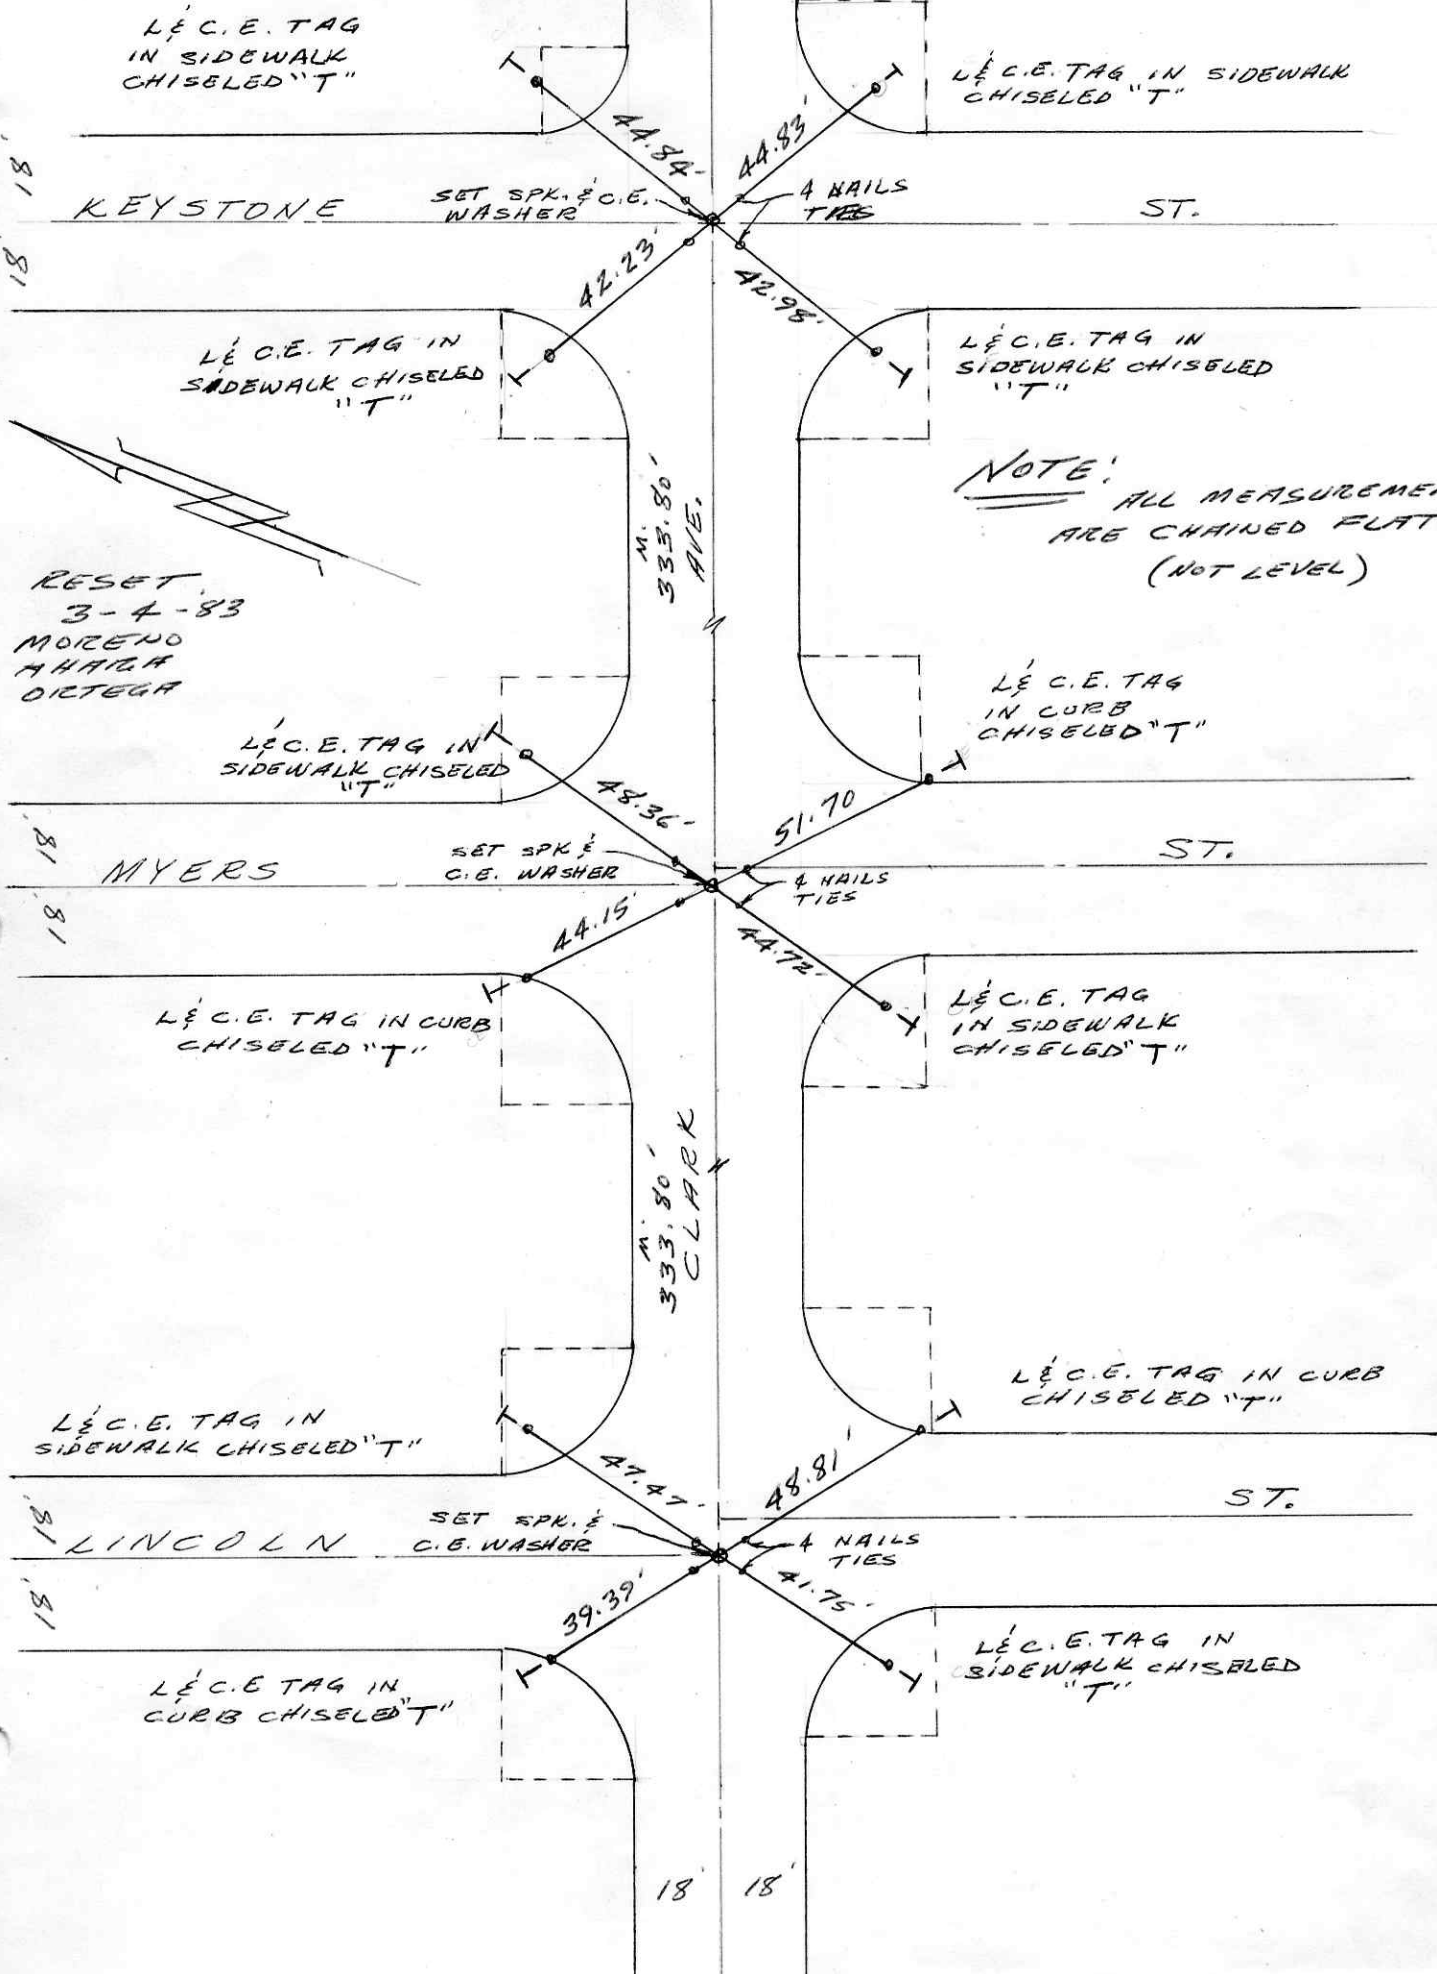 L & C.E. TAG
IN SIDEWALK
CHISELED "T"
T
T
L & C.E. TAG IN SIDEWALK
CHISELED "T"
44.84'
44.83'
18'
KEYSTONE
SET SPK. & C.E.
WASHER
4 NAILS
TIES
ST.
18'
42.23'
42.98'
L & C.E. TAG IN
SIDEWALK CHISELED
"T"
T
T
L & C.E. TAG IN
SIDEWALK CHISELED
"T"
M.
333.80'
AVE.
NOTE:
ALL MEASUREME
ARE CHAINED FLAT
(NOT LEVEL)
RESET
3-4-83
MORENO
AHARA
ORTEGA
L & C.E. TAG
IN CURB
CHISELED "T"
T
L & C.E. TAG IN
SIDEWALK CHISELED
"T"
T
48.36'
51.70
18'
MYERS
SET SPK &
C.E. WASHER
4 NAILS
TIES
ST.
18'
44.15'
44.72'
L & C.E. TAG IN CURB
CHISELED "T"
T
T
L & C.E. TAG
IN SIDEWALK
CHISELED "T"
M.
333.80'
CLARK
L & C.E. TAG IN CURB
CHISELED "T"
T
L & C.E. TAG IN
SIDEWALK CHISELED "T"
T
47.47'
48.81'
18'
LINCOLN
SET SPK. &
C.E. WASHER
4 NAILS
TIES
ST.
18'
39.39'
41.75'
L & C.E TAG IN
CURB CHISELED "T"
T
T
L & C.E. TAG IN
SIDEWALK CHISELED
"T"
18'
18'